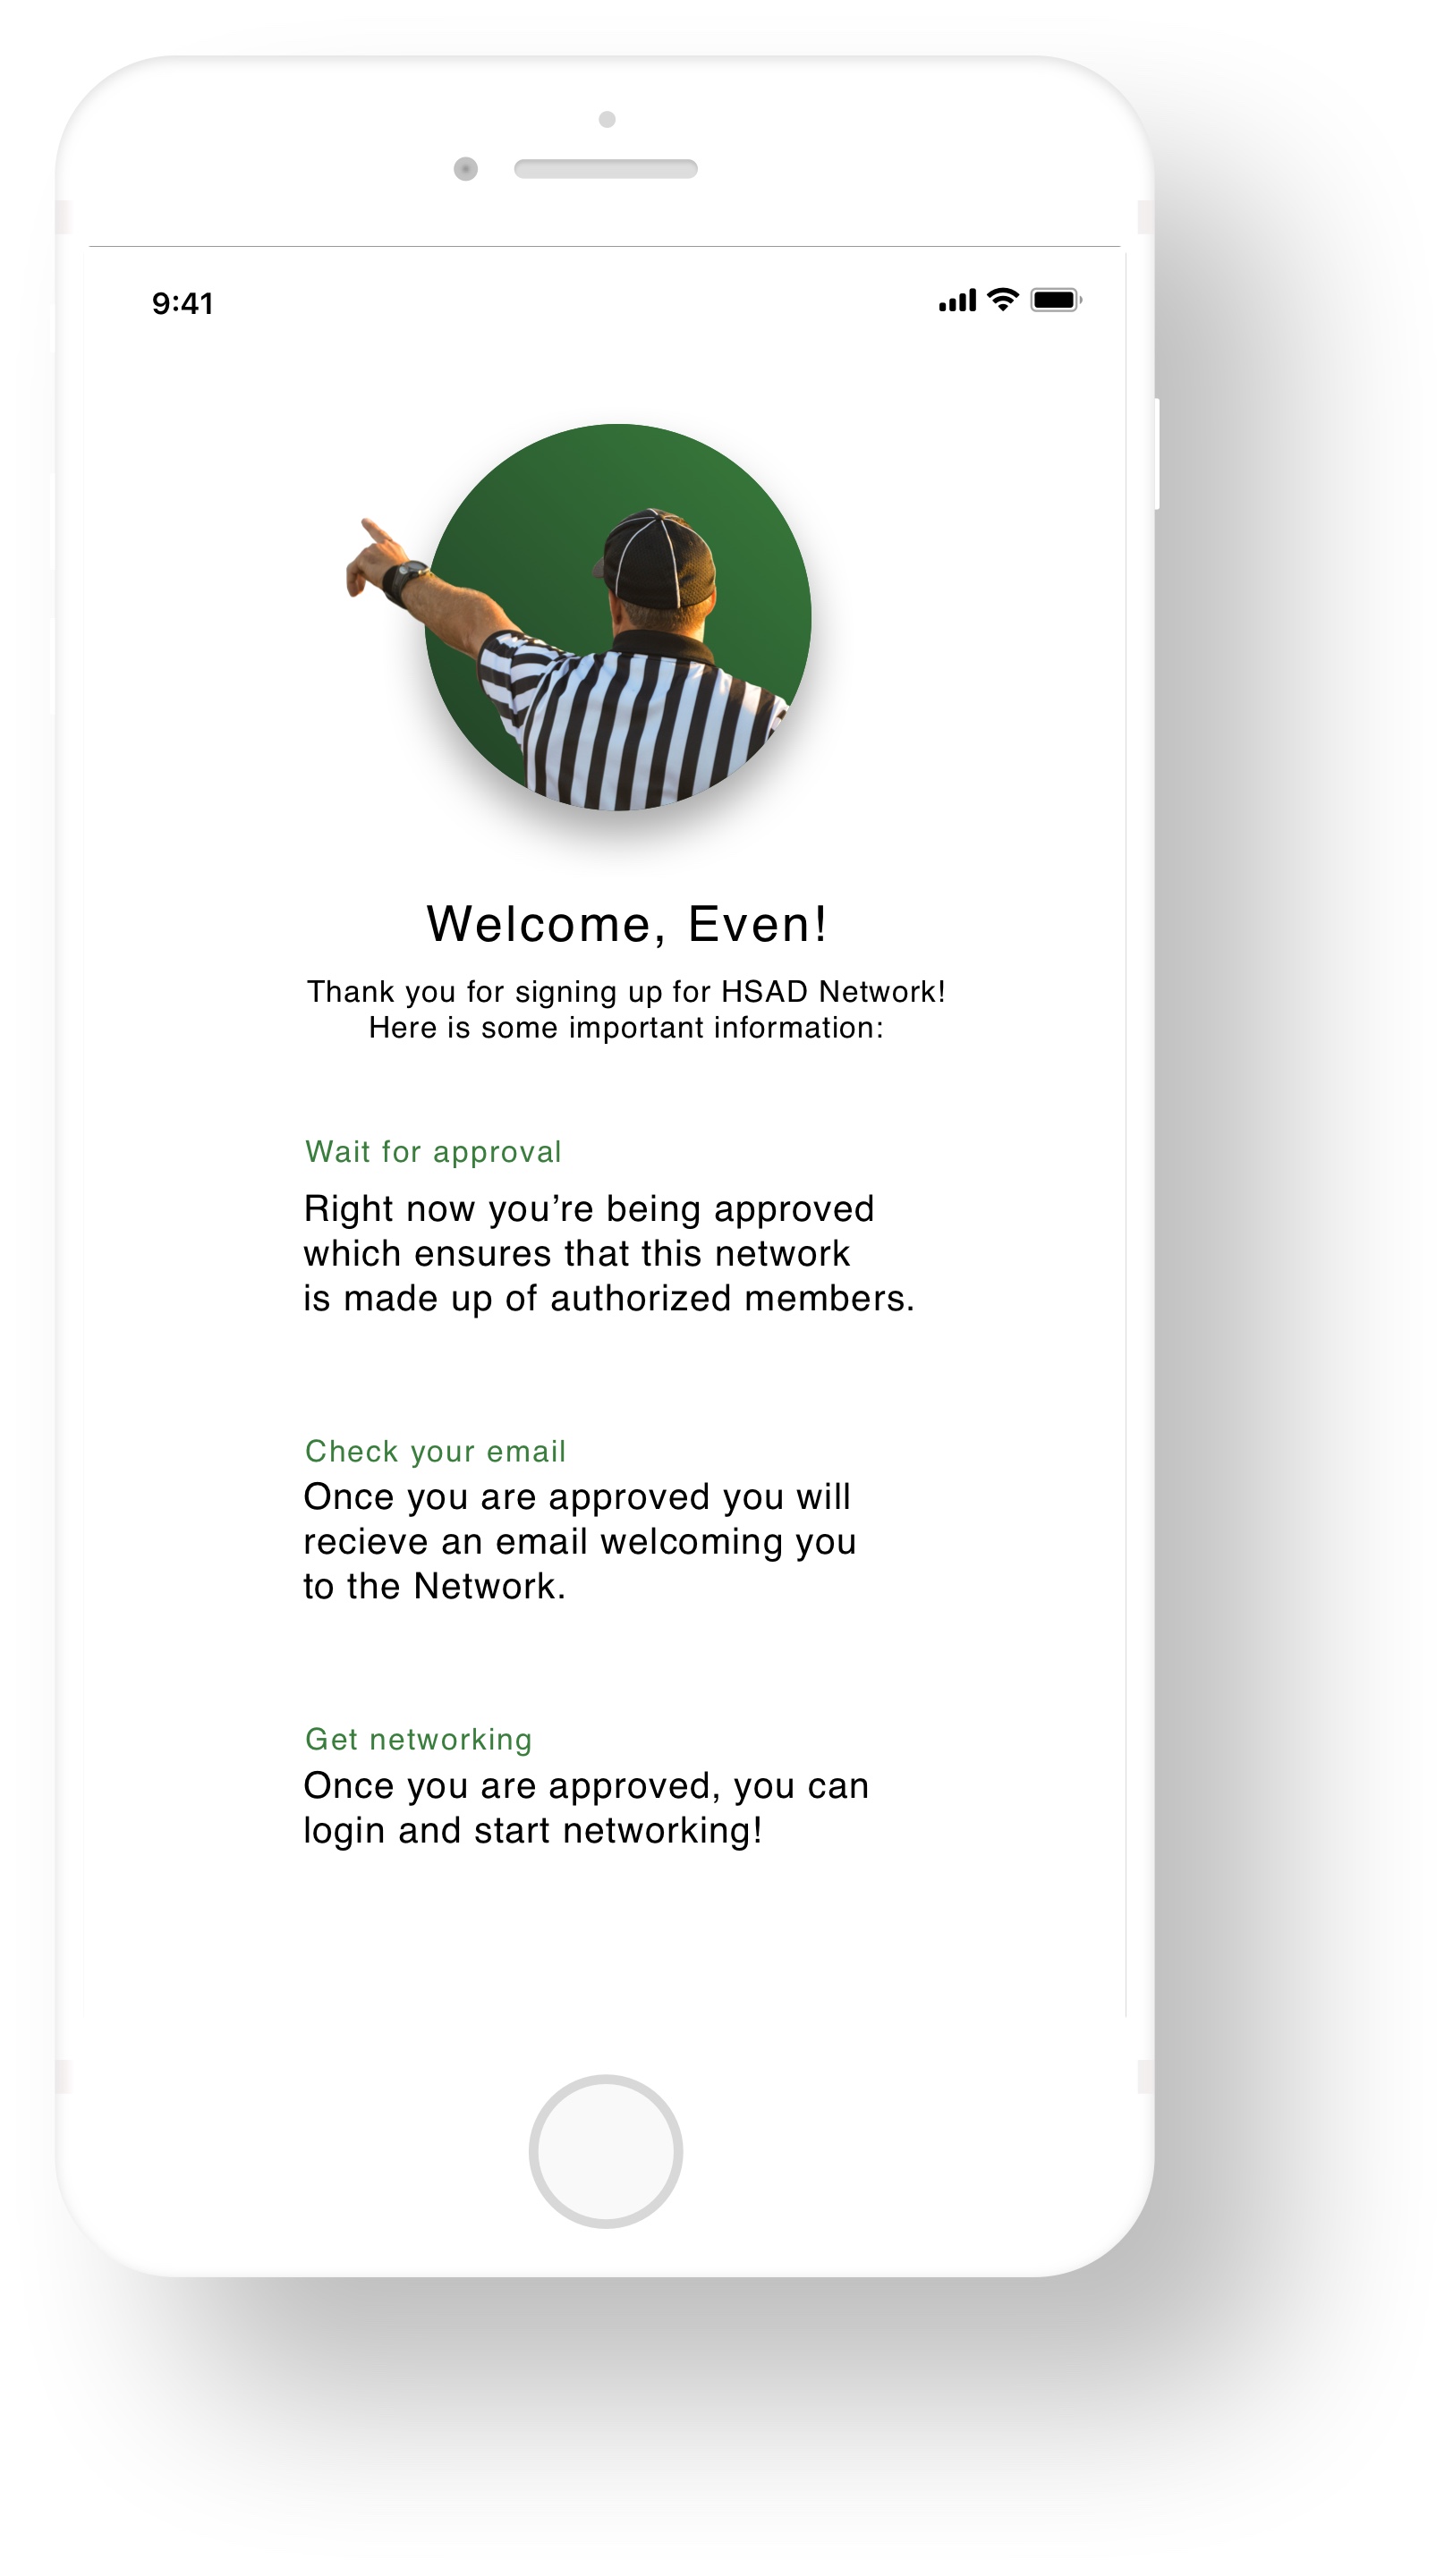 9:41
Welcome, Even!
Thank you for signing up for HSAD Network!
Here is some important information:
Wait for approval
Right now you’re being approved
which ensures that this network
is made up of authorized members.
Check your email
Once you are approved you will
recieve an email welcoming you
to the Network.
Get networking
Once you are approved, you can
login and start networking!